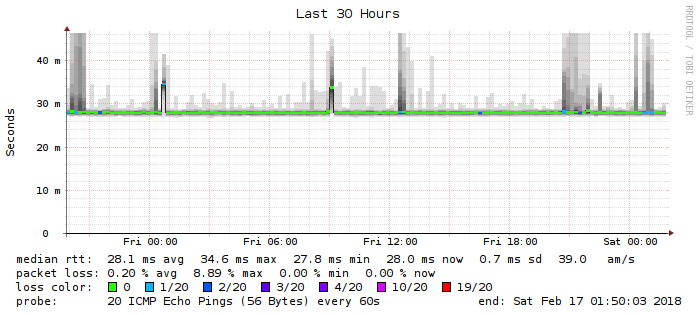 Last 30 Hours
RRDTOOL / TOBI OETIKER
Seconds
40 m
30 m
20 m
10 m
0
Fri 00:00 Fri 06:00 Fri 12:00 Fri 18:00 Sat 00:00
median rtt: 28.1 ms avg 34.6 ms max 27.8 ms min 28.0 ms now 0.7 ms sd 39.0 am/s
packet loss: 0.20 % avg 8.89 % max 0.00 % min 0.00 % now
loss color: 0 1/20 2/20 3/20 4/20 10/20 19/20
probe: 20 ICMP Echo Pings (56 Bytes) every 60s end: Sat Feb 17 01:50:03 2018